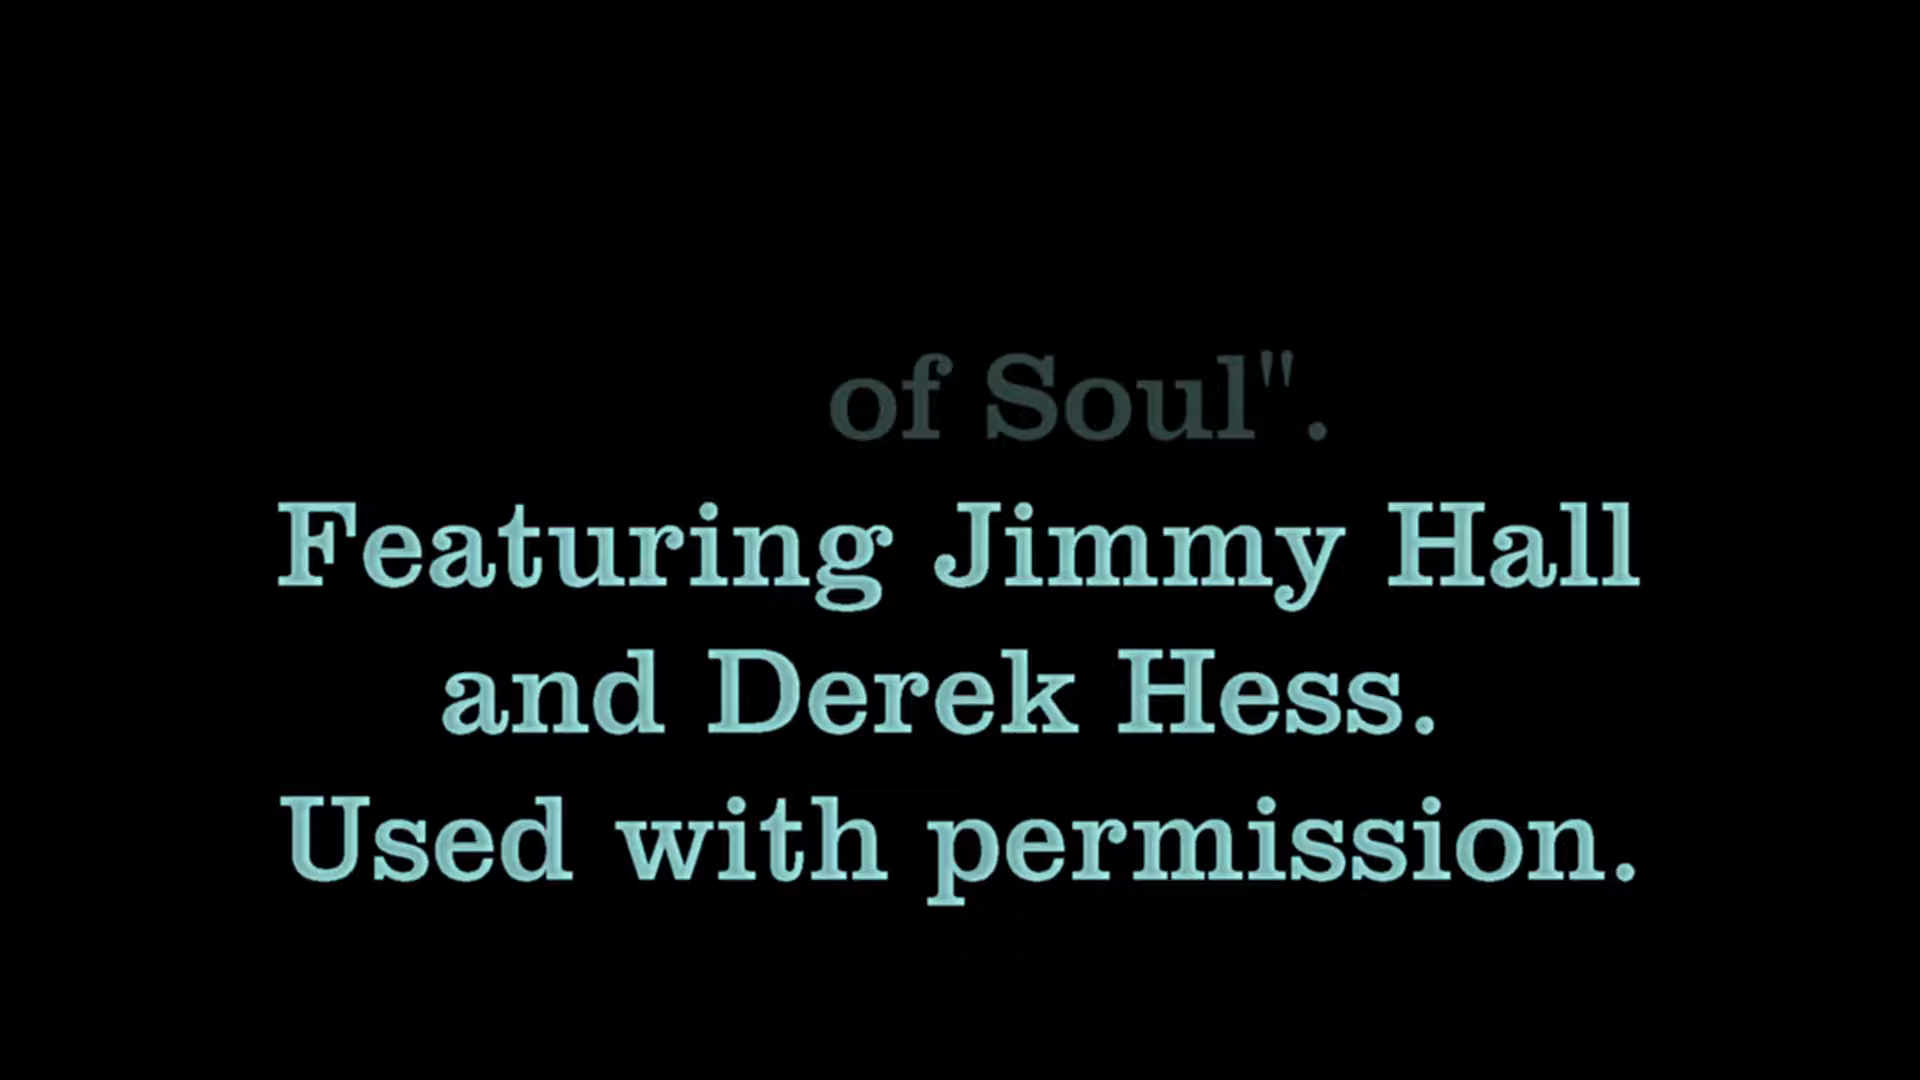 of Soul".
Featuring Jimmy Hall
and Derek Hess.
Used with permission.